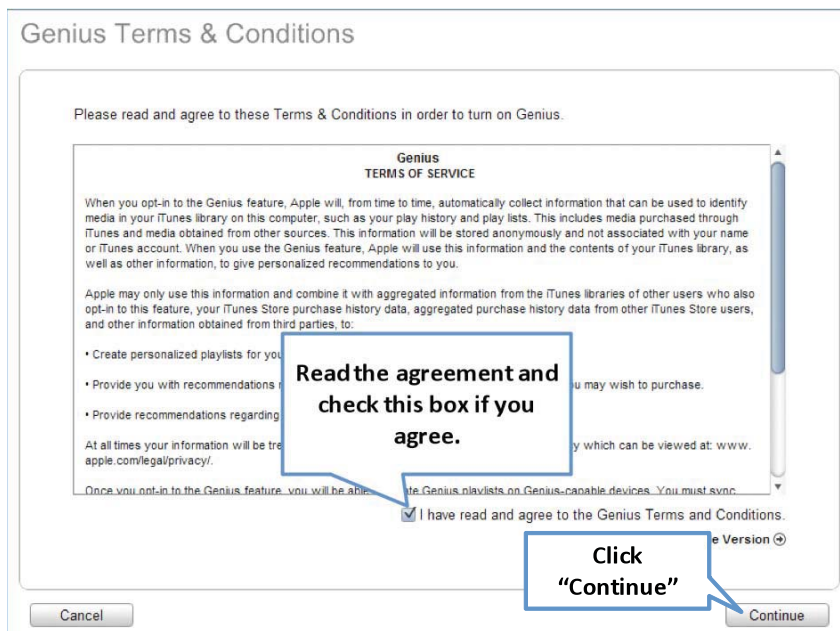 Genius Terms & Conditions
Please read and agree to these Terms & Conditions in order to turn on Genius.
Genius
TERMS OF SERVICE
When you opt-in to the Genius feature, Apple will, from time to time, automatically collect information that can be used to identify
media in your iTunes library on this computer, such as your play history and play lists. This includes media purchased through
iTunes and media obtained from other sources. This information will be stored anonymously and not associated with your name
or iTunes account. When you use the Genius feature, Apple will use this information and the contents of your iTunes library, as
well as other information, to give personalized recommendations to you.
Apple may only use this information and combine it with aggregated information from the iTunes libraries of other users who also
opt-in to this feature, your iTunes Store purchase history data, aggregated purchase history data from other iTunes Store users,
and other information obtained from third parties, to:
• Create personalized playlists for you
• Provide you with recommendations may wish to purchase.
• Provide recommendations regarding
At all times your information will be which can be viewed at: www.
apple.com/legal/privacy/.
Once you opt-in to the Genius feature, you will be Genius playlists on Genius-capable devices. You must sync
Read the agreement and
check this box if you
agree.
I have read and agree to the Genius Terms and Conditions.
Version
Click
“Continue”
Cancel
Continue